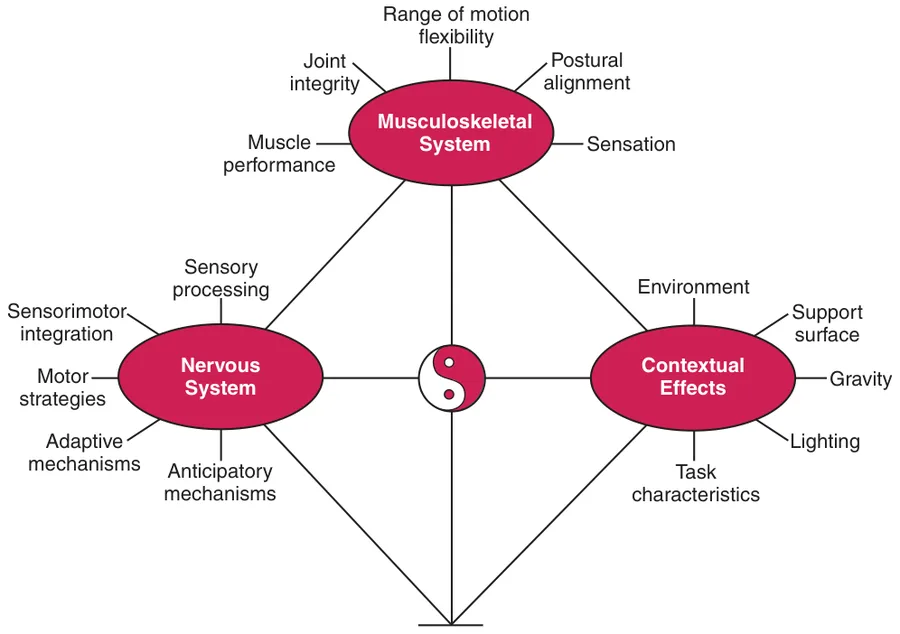 Range of motion
flexibility
Joint
integrity
Postural
alignment
Musculoskeletal
System
Muscle
performance
Sensation
Sensory
processing
Sensorimotor
integration
Nervous
System
Motor
strategies
Adaptive
mechanisms
Anticipatory
mechanisms
Environment
Support
surface
Contextual
Effects
Gravity
Lighting
Task
characteristics